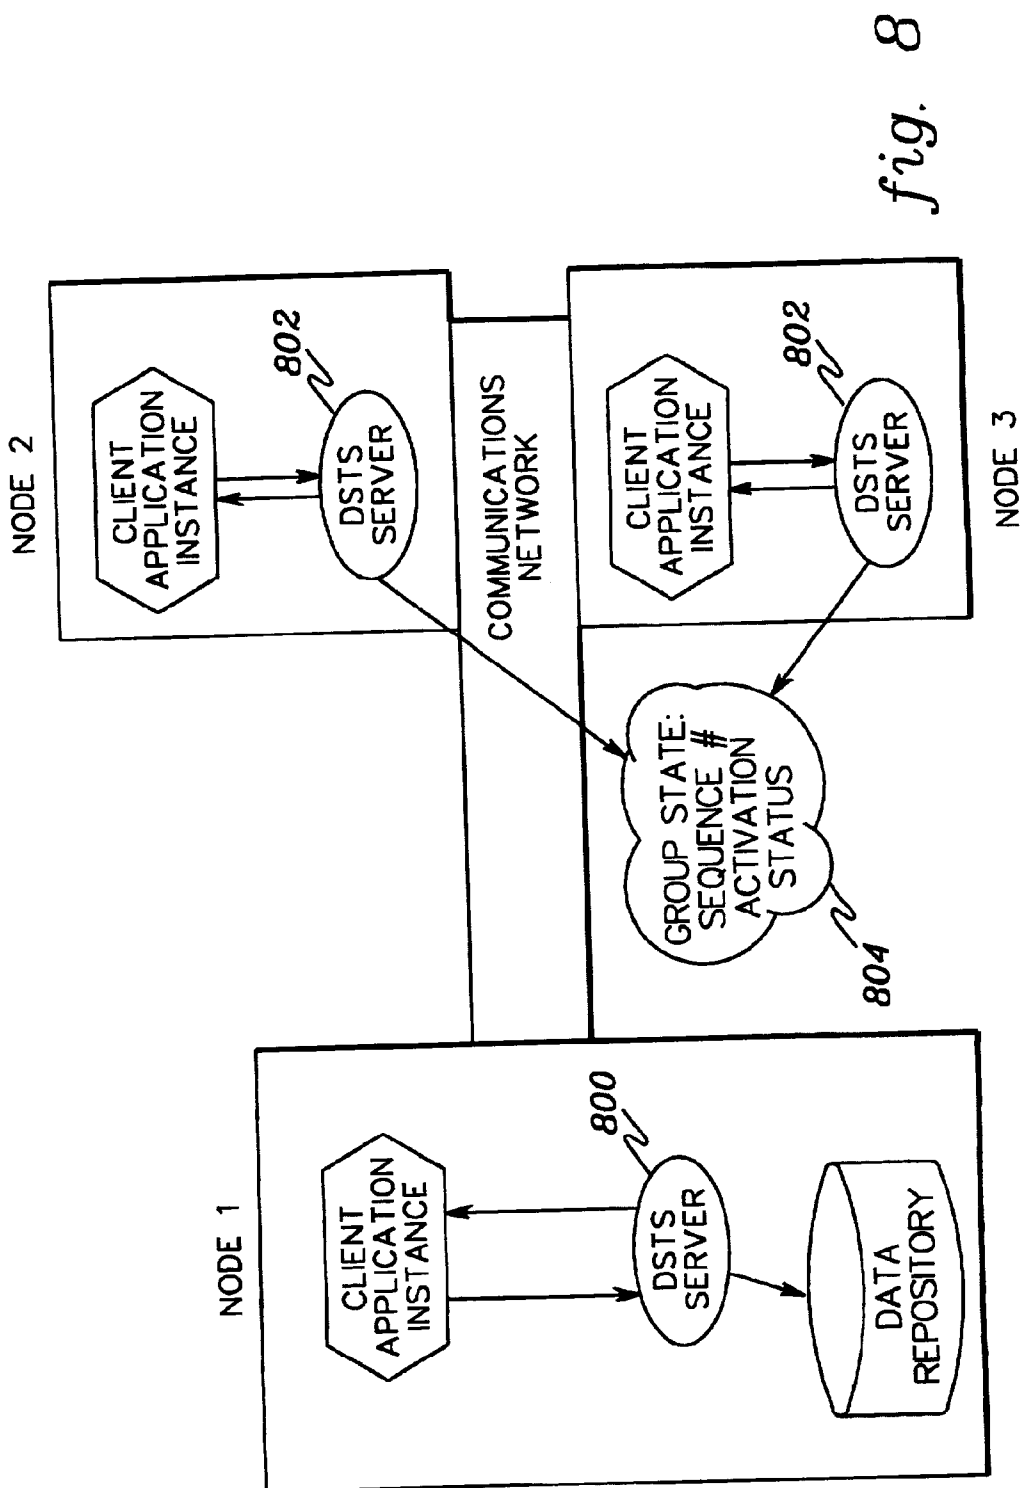 NODE 1
CLIENT
APPLICATION
INSTANCE
800
DSTS
SERVER
DATA
REPOSITORY
NODE 2
CLIENT
APPLICATION
INSTANCE
802
DSTS
SERVER
COMMUNICATIONS
NETWORK
GROUP STATE:
SEQUENCE #
ACTIVATION
STATUS
804
CLIENT
APPLICATION
INSTANCE
802
DSTS
SERVER
NODE 3
fig. 8